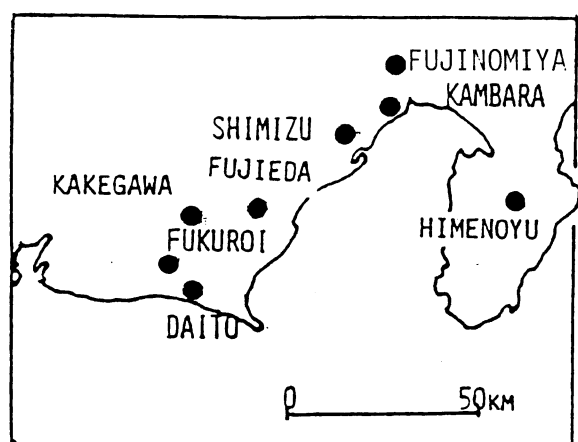 FUJINOMIYA
KAMBARA
SHIMIZU
FUJIEDA
KAKEGAWA
FUKUROI
HIMENOYU
DAITO
0 50KM